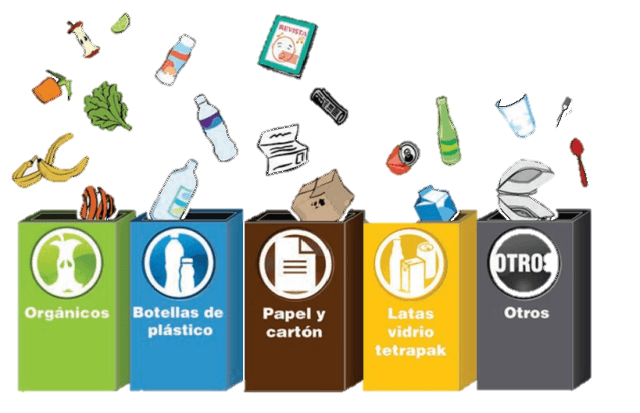 REVISTA
Orgánicos
Botellas de
plástico
Papel y
cartón
Latas
vidrio
tetrapak
OTROS
Otros